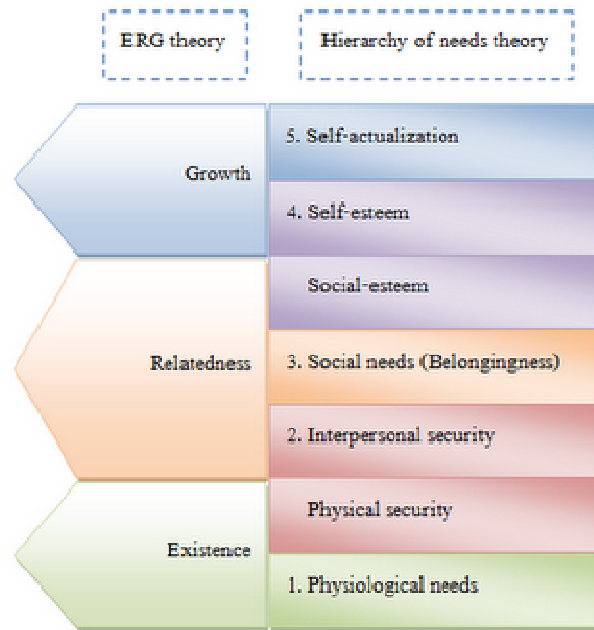 ERG theory
Hierarchy of needs theory
Growth
5. Self-actualization
4. Self-esteem
Relatedness
Social-esteem
3. Social needs (Belongingness)
2. Interpersonal security
Existence
Physical security
1. Physiological needs